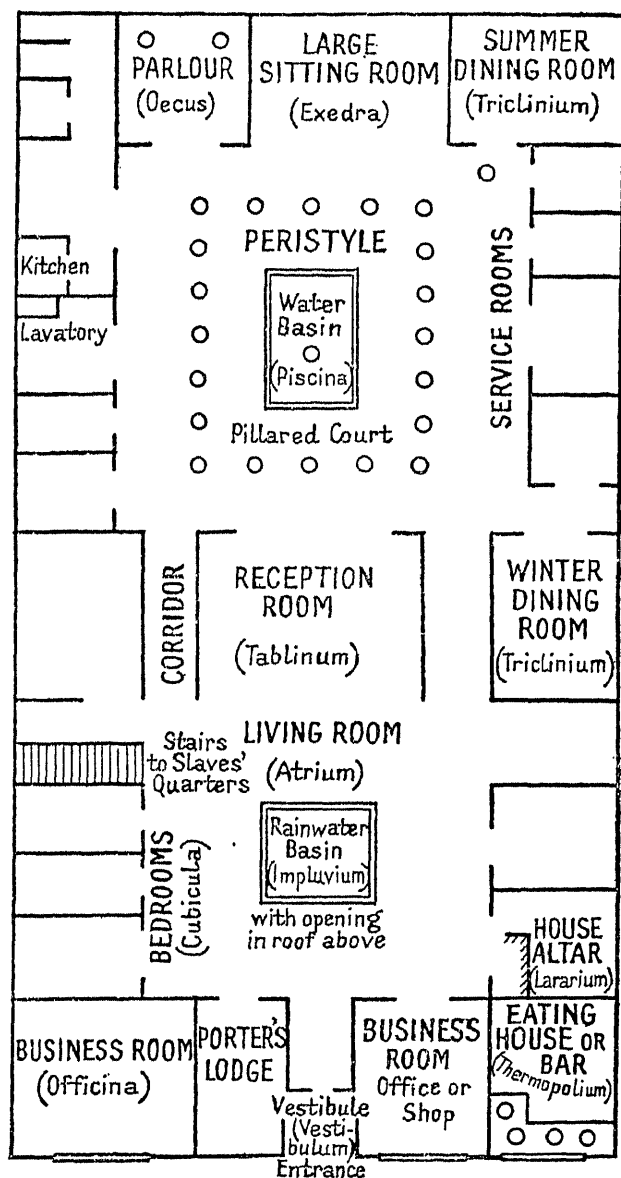 PARLOUR
(Oecus)
LARGE
SITTING ROOM
(Exedra)
SUMMER
DINING ROOM
(Triclinium)
PERISTYLE
Water
Basin
(Piscina)
Pillared Court
Kitchen
Lavatory
SERVICE ROOMS
CORRIDOR
RECEPTION
ROOM
(Tablinum)
WINTER
DINING
ROOM
(Triclinium)
Stairs
to Slaves'
Quarters
LIVING ROOM
(Atrium)
Rainwater
Basin
(Impluvium)
with opening
in roof above
BEDROOMS
(Cubicula)
HOUSE
ALTAR
(Lararium)
BUSINESS ROOM
(Officina)
PORTER'S
LODGE
Vestibule
(Vesti-
bulum)
Entrance
BUSINESS
ROOM
Office or
Shop
EATING
HOUSE OR
BAR
(Thermopolium)